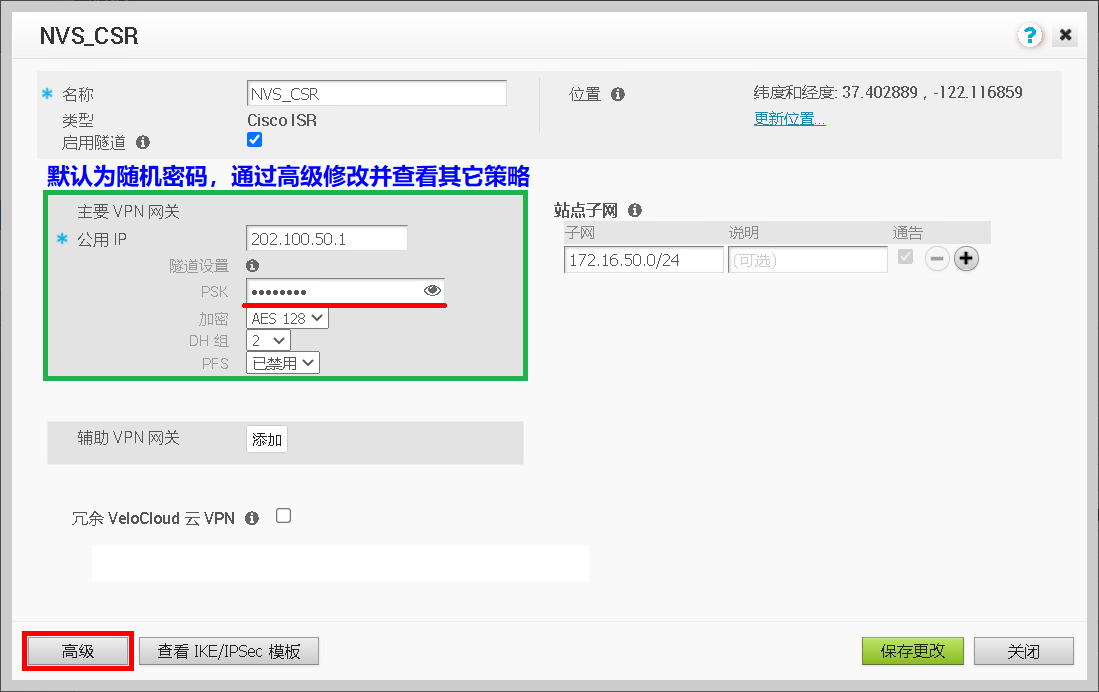 NVS_CSR
* 名称 NVS_CSR
类型 Cisco ISR
启用隧道
位置 纬度和经度: 37.402889 , -122.116859
更新位置...
默认为随机密码，通过高级修改并查看其它策略
主要 VPN 网关
* 公用 IP 202.100.50.1
隧道设置
PSK ••••••••
加密 AES 128
DH 组 2
PFS 已禁用
站点子网
子网 说明 通告
172.16.50.0/24 (可选)
辅助 VPN 网关 添加
冗余 VeloCloud 云 VPN
高级 查看 IKE/IPSec 模板 保存更改 关闭